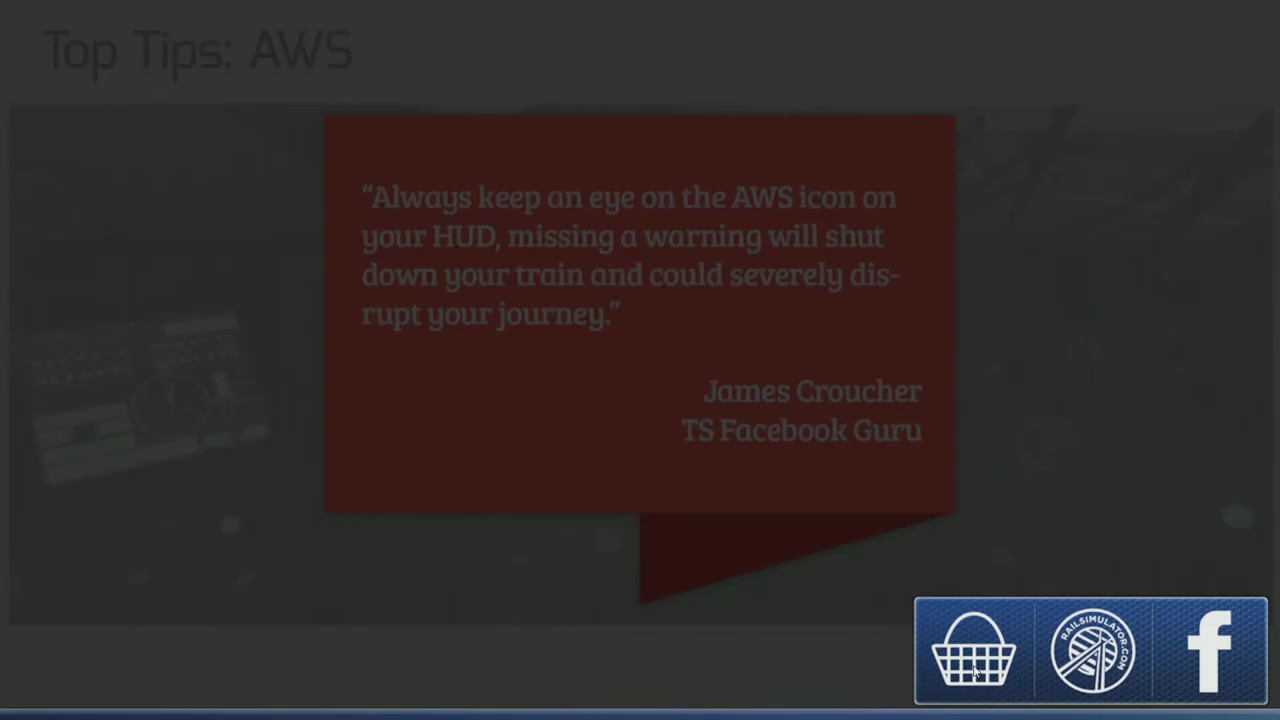 Top Tips: AWS
“Always keep an eye on the AWS icon on
your HUD, missing a warning will shut
down your train and could severely dis-
rupt your journey.”
James Croucher
TS Facebook Guru
RAILSIMULATOR.COM
f